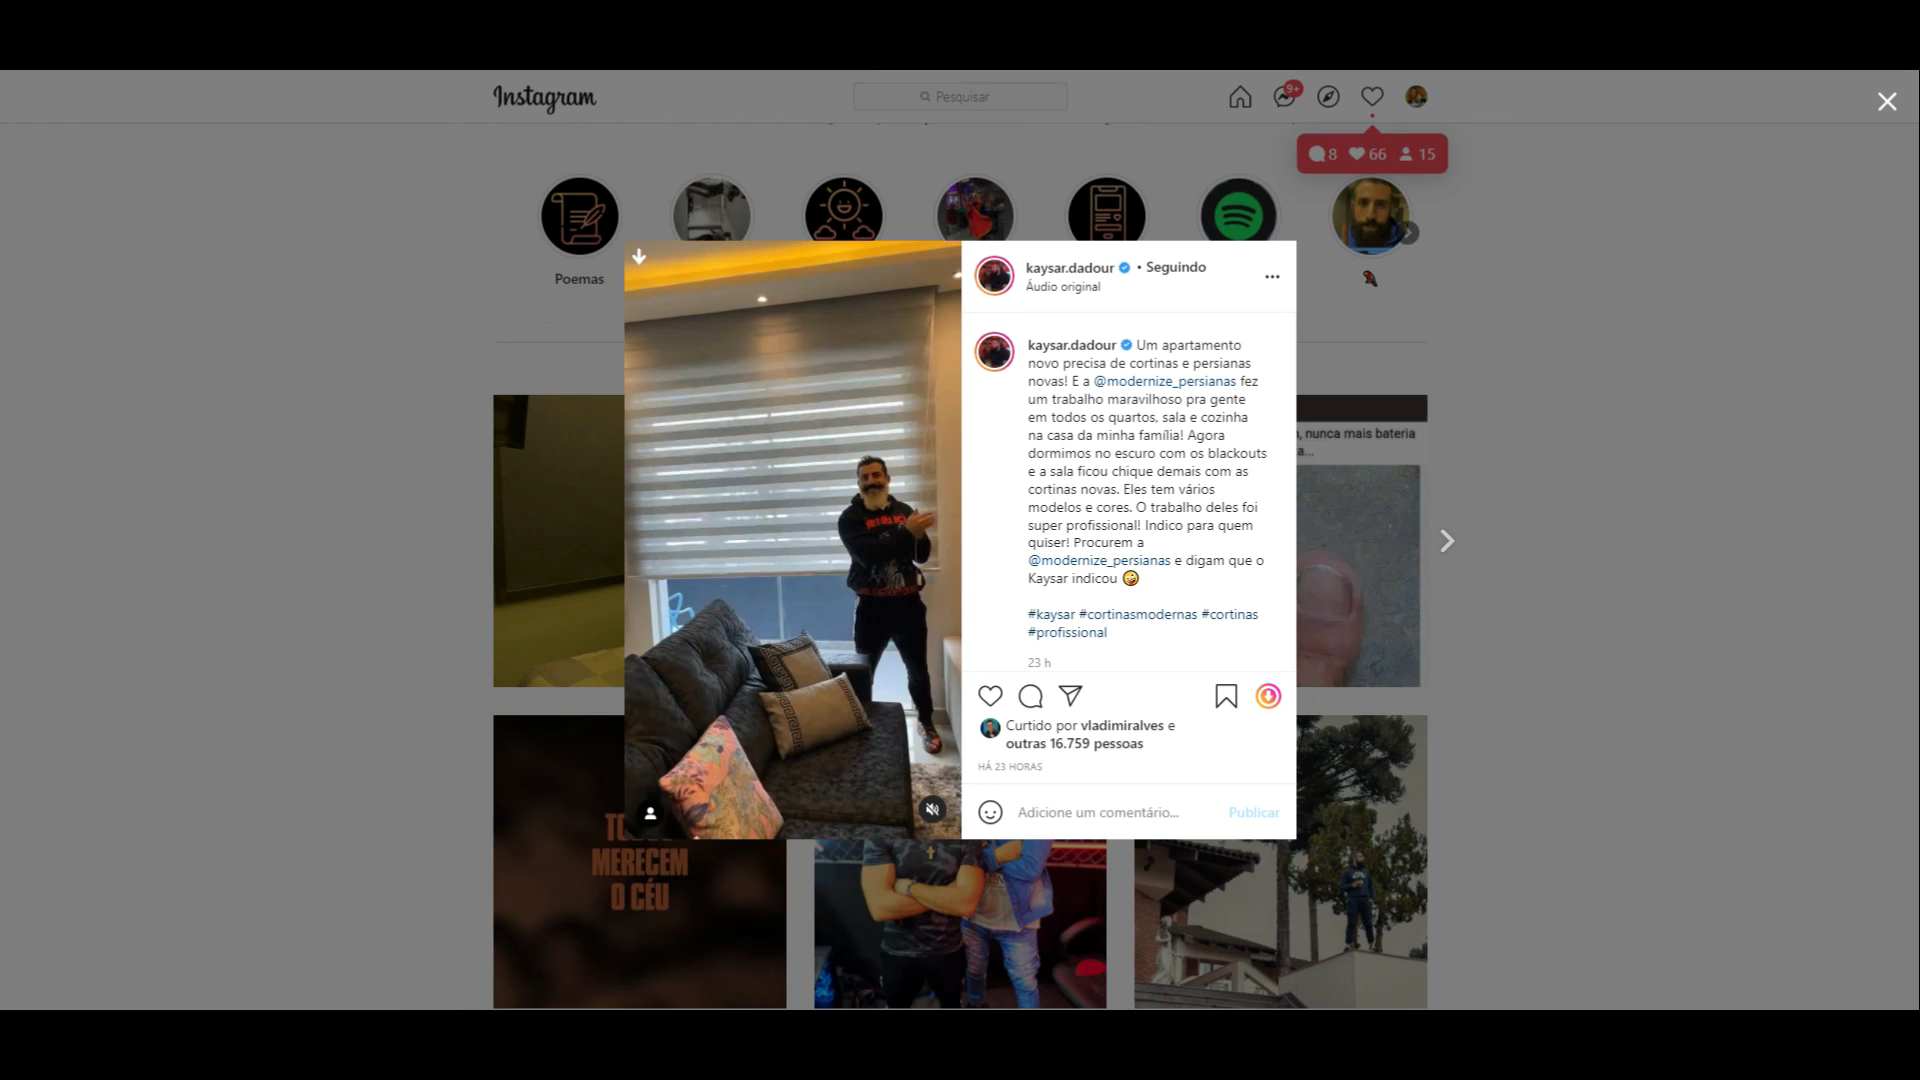 Instagram
Pesquisar
9+
8 66 15
Poemas
kaysar.dadour • Seguindo
Áudio original
kaysar.dadour Um apartamento
novo precisa de cortinas e persianas
novas! E a @modernize_persianas fez
um trabalho maravilhoso pra gente
em todos os quartos, sala e cozinha
na casa da minha família! Agora
dormimos no escuro com os blackouts
e a sala ficou chique demais com as
cortinas novas. Eles tem vários
modelos e cores. O trabalho deles foi
super profissional! Indico para quem
quiser! Procurem a
@modernize_persianas e digam que o
Kaysar indicou 🤪
#kaysar #cortinasmodernas #cortinas
#profissional
23 h
Curtido por vladimiralves e
outras 16.759 pessoas
HÁ 23 HORAS
Adicione um comentário... Publicar
, nunca mais bateria
MERECEM
O CÉU